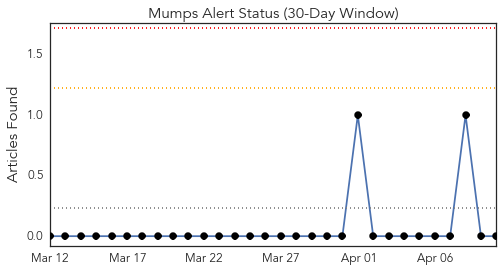 Mumps Alert Status (30-Day Window)
Articles Found
1.5
1.0
0.5
0.0
Mar 12 Mar 17 Mar 22 Mar 27 Apr 01 Apr 06